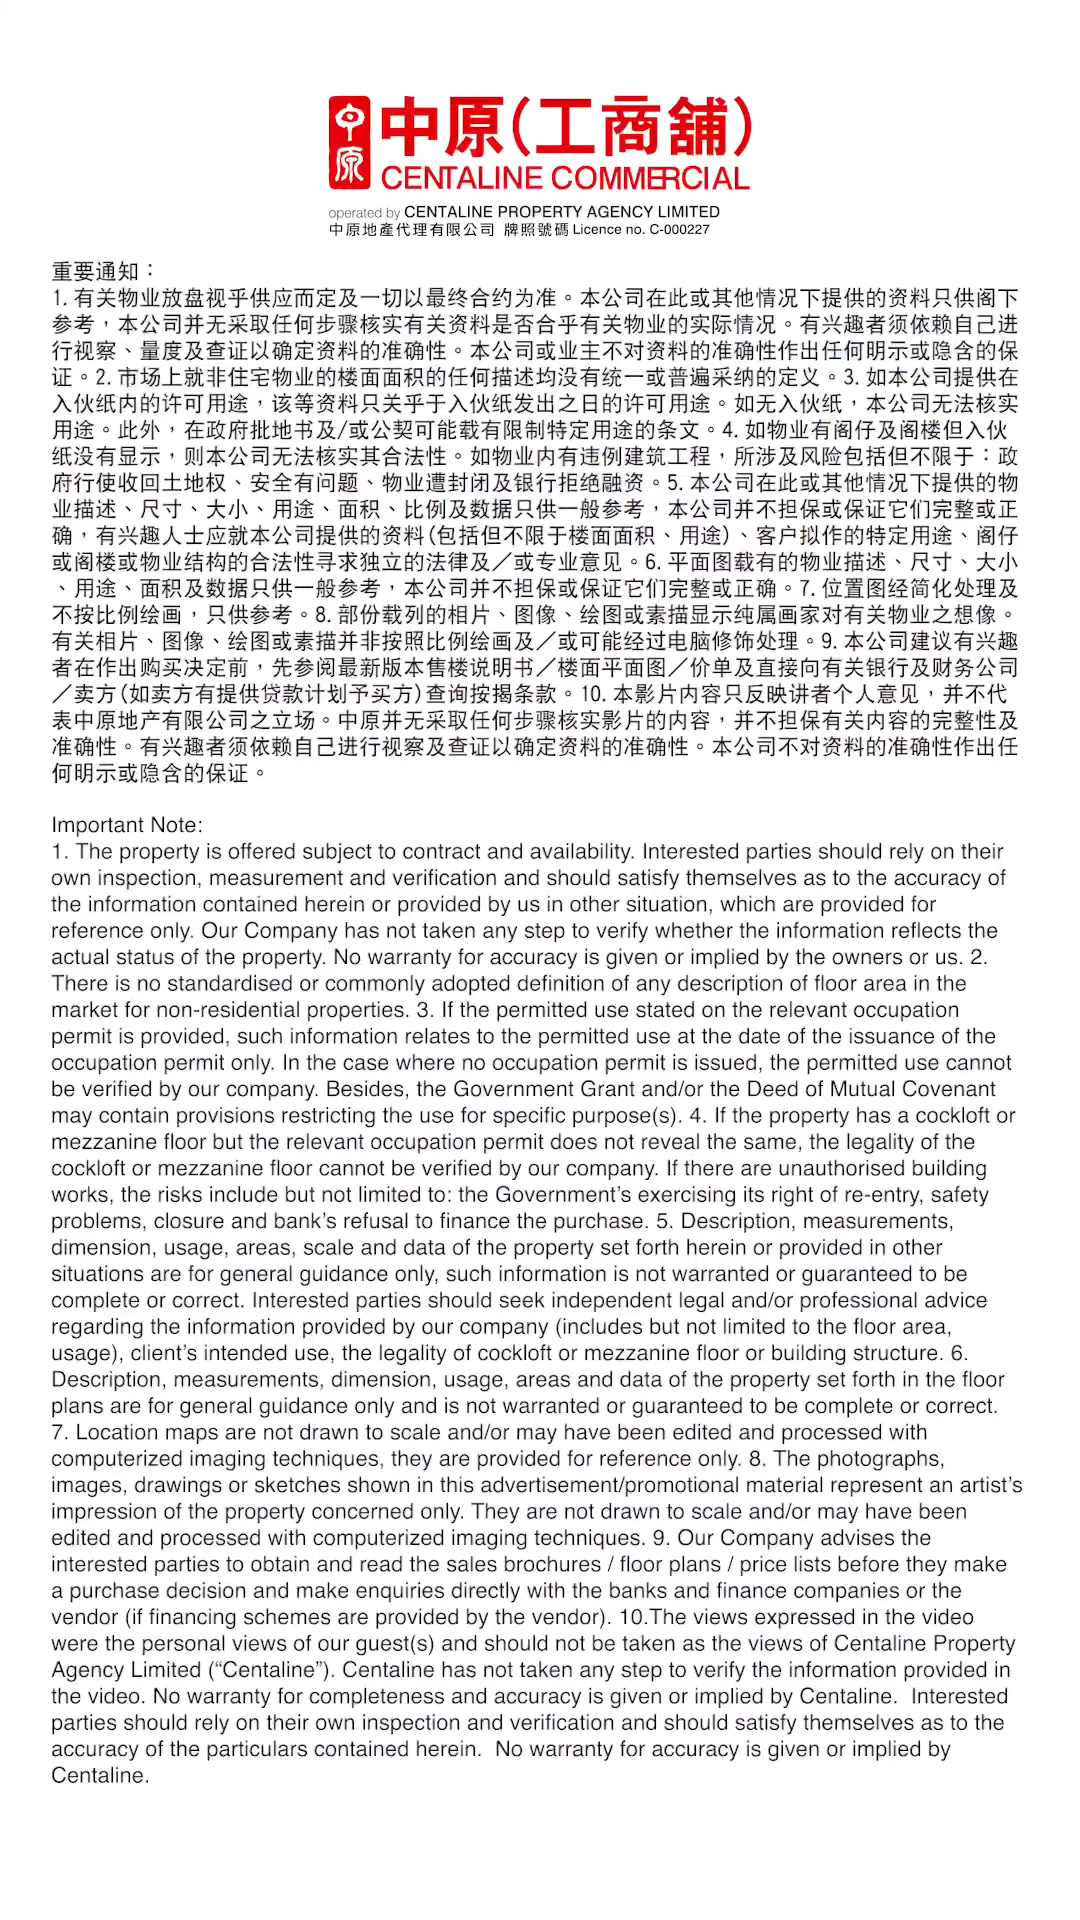 中原
中原(工商舖)
CENTALINE COMMERCIAL
operated by CENTALINE PROPERTY AGENCY LIMITED
中原地產代理有限公司 牌照號碼 Licence no. C-000227
重要通知：
1. 有关物业放盘视乎供应而定及一切以最终合约为准。本公司在此或其他情况下提供的资料只供阁下
参考，本公司并无采取任何步骤核实有关资料是否合乎有关物业的实际情况。有兴趣者须依赖自己进
行视察、量度及查证以确定资料的准确性。本公司或业主不对资料的准确性作出任何明示或隐含的保
证。2. 市场上就非住宅物业的楼面面积的任何描述均没有统一或普遍采纳的定义。3. 如本公司提供在
入伙纸内的许可用途，该等资料只关乎于入伙纸发出之日的许可用途。如无入伙纸，本公司无法核实
用途。此外，在政府批地书及/或公契可能载有限制特定用途的条文。4. 如物业有阁仔及阁楼但入伙
纸没有显示，则本公司无法核实其合法性。如物业内有违例建筑工程，所涉及风险包括但不限于：政
府行使收回土地权、安全有问题、物业遭封闭及银行拒绝融资。5. 本公司在此或其他情况下提供的物
业描述、尺寸、大小、用途、面积、比例及数据只供一般参考，本公司并不担保或保证它们完整或正
确，有兴趣人士应就本公司提供的资料(包括但不限于楼面面积、用途)、客户拟作的特定用途、阁仔
或阁楼或物业结构的合法性寻求独立的法律及／或专业意见。6. 平面图载有的物业描述、尺寸、大小
、用途、面积及数据只供一般参考，本公司并不担保或保证它们完整或正确。7. 位置图经简化处理及
不按比例绘画，只供参考。8. 部份载列的相片、图像、绘图或素描显示纯属画家对有关物业之想像。
有关相片、图像、绘图或素描并非按照比例绘画及／或可能经过电脑修饰处理。9. 本公司建议有兴趣
者在作出购买决定前，先参阅最新版本售楼说明书／楼面平面图／价单及直接向有关银行及财务公司
／卖方(如卖方有提供贷款计划予买方)查询按揭条款。10. 本影片内容只反映讲者个人意见，并不代
表中原地产有限公司之立场。中原并无采取任何步骤核实影片的内容，并不担保有关内容的完整性及
准确性。有兴趣者须依赖自己进行视察及查证以确定资料的准确性。本公司不对资料的准确性作出任
何明示或隐含的保证。
Important Note:
1. The property is offered subject to contract and availability. Interested parties should rely on their
own inspection, measurement and verification and should satisfy themselves as to the accuracy of
the information contained herein or provided by us in other situation, which are provided for
reference only. Our Company has not taken any step to verify whether the information reflects the
actual status of the property. No warranty for accuracy is given or implied by the owners or us. 2.
There is no standardised or commonly adopted definition of any description of floor area in the
market for non-residential properties. 3. If the permitted use stated on the relevant occupation
permit is provided, such information relates to the permitted use at the date of the issuance of the
occupation permit only. In the case where no occupation permit is issued, the permitted use cannot
be verified by our company. Besides, the Government Grant and/or the Deed of Mutual Covenant
may contain provisions restricting the use for specific purpose(s). 4. If the property has a cockloft or
mezzanine floor but the relevant occupation permit does not reveal the same, the legality of the
cockloft or mezzanine floor cannot be verified by our company. If there are unauthorised building
works, the risks include but not limited to: the Government’s exercising its right of re-entry, safety
problems, closure and bank’s refusal to finance the purchase. 5. Description, measurements,
dimension, usage, areas, scale and data of the property set forth herein or provided in other
situations are for general guidance only, such information is not warranted or guaranteed to be
complete or correct. Interested parties should seek independent legal and/or professional advice
regarding the information provided by our company (includes but not limited to the floor area,
usage), client’s intended use, the legality of cockloft or mezzanine floor or building structure. 6.
Description, measurements, dimension, usage, areas and data of the property set forth in the floor
plans are for general guidance only and is not warranted or guaranteed to be complete or correct.
7. Location maps are not drawn to scale and/or may have been edited and processed with
computerized imaging techniques, they are provided for reference only. 8. The photographs,
images, drawings or sketches shown in this advertisement/promotional material represent an artist’s
impression of the property concerned only. They are not drawn to scale and/or may have been
edited and processed with computerized imaging techniques. 9. Our Company advises the
interested parties to obtain and read the sales brochures / floor plans / price lists before they make
a purchase decision and make enquiries directly with the banks and finance companies or the
vendor (if financing schemes are provided by the vendor). 10.The views expressed in the video
were the personal views of our guest(s) and should not be taken as the views of Centaline Property
Agency Limited (“Centaline”). Centaline has not taken any step to verify the information provided in
the video. No warranty for completeness and accuracy is given or implied by Centaline.  Interested
parties should rely on their own inspection and verification and should satisfy themselves as to the
accuracy of the particulars contained herein.  No warranty for accuracy is given or implied by
Centaline.